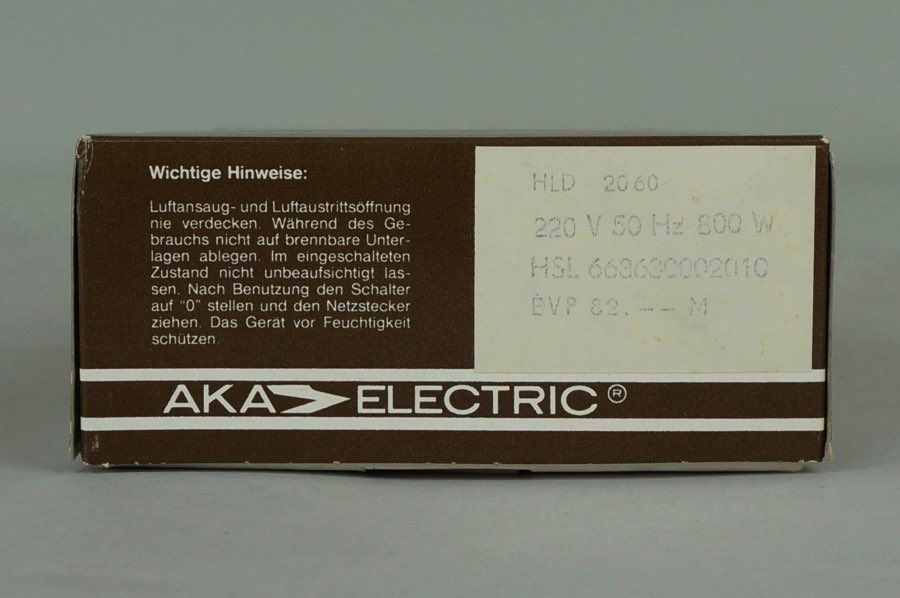 Wichtige Hinweise:
Luftansaug- und Luftaustrittsöffnung
nie verdecken. Während des Ge-
brauchs nicht auf brennbare Unter-
lagen ablegen. Im eingeschalteten
Zustand nicht unbeaufsichtigt las-
sen. Nach Benutzung den Schalter
auf "0" stellen und den Netzstecker
ziehen. Das Gerät vor Feuchtigkeit
schützen.
HLD 2060
220 V 50 Hz 800 W
HSL 663630002010
EVP 82.-- M
AKA ELECTRIC ®